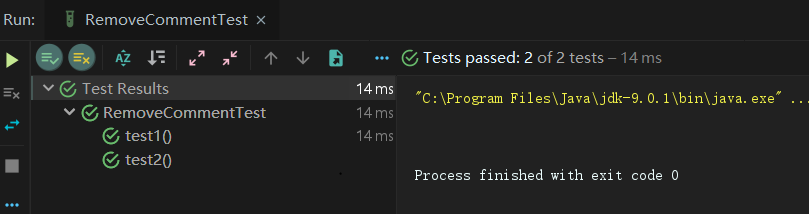 Run: RemoveCommentTest ×
Tests passed: 2 of 2 tests – 14 ms
Test Results 14 ms
RemoveCommentTest 14 ms
test1() 14 ms
test2()
"C:\Program Files\Java\jdk-9.0.1\bin\java.exe" ...
Process finished with exit code 0